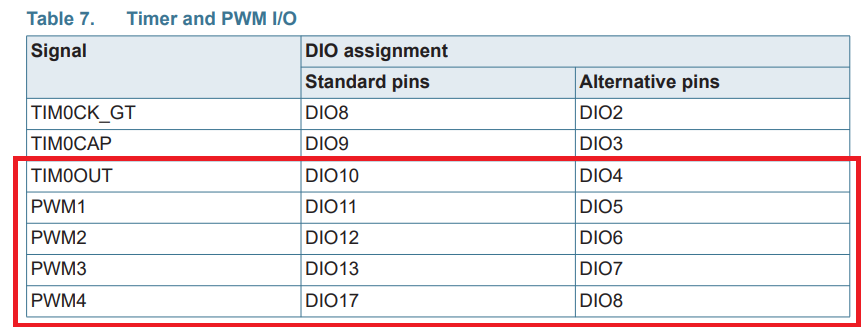 Table 7. Timer and PWM I/O
Signal DIO assignment
Standard pins Alternative pins
TIM0CK_GT DIO8 DIO2
TIM0CAP DIO9 DIO3
TIM0OUT DIO10 DIO4
PWM1 DIO11 DIO5
PWM2 DIO12 DIO6
PWM3 DIO13 DIO7
PWM4 DIO17 DIO8